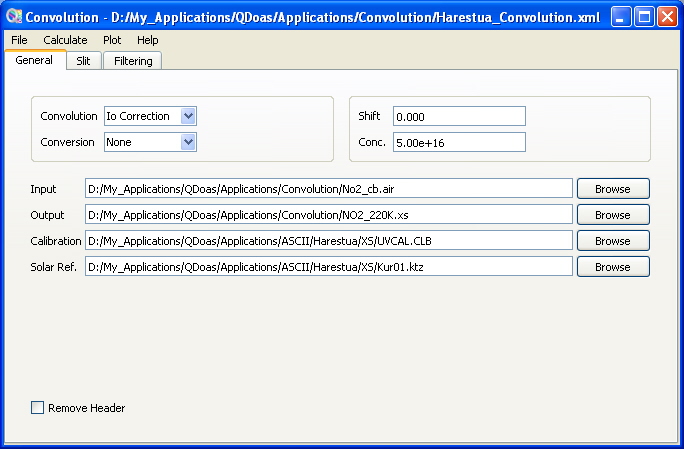 Convolution - D:/My_Applications/QDoas/Applications/Convolution/Harestua_Convolution.xml
File Calculate Plot Help
General Slit Filtering
Convolution Io Correction Shift 0.000
Conversion None Conc. 5.00e+16
Input D:/My_Applications/QDoas/Applications/Convolution/No2_cb.air Browse
Output D:/My_Applications/QDoas/Applications/Convolution/NO2_220K.xs Browse
Calibration D:/My_Applications/QDoas/Applications/ASCII/Harestua/XS/UVCAL.CLB Browse
Solar Ref. D:/My_Applications/QDoas/Applications/ASCII/Harestua/XS/Kur01.ktz Browse
Remove Header